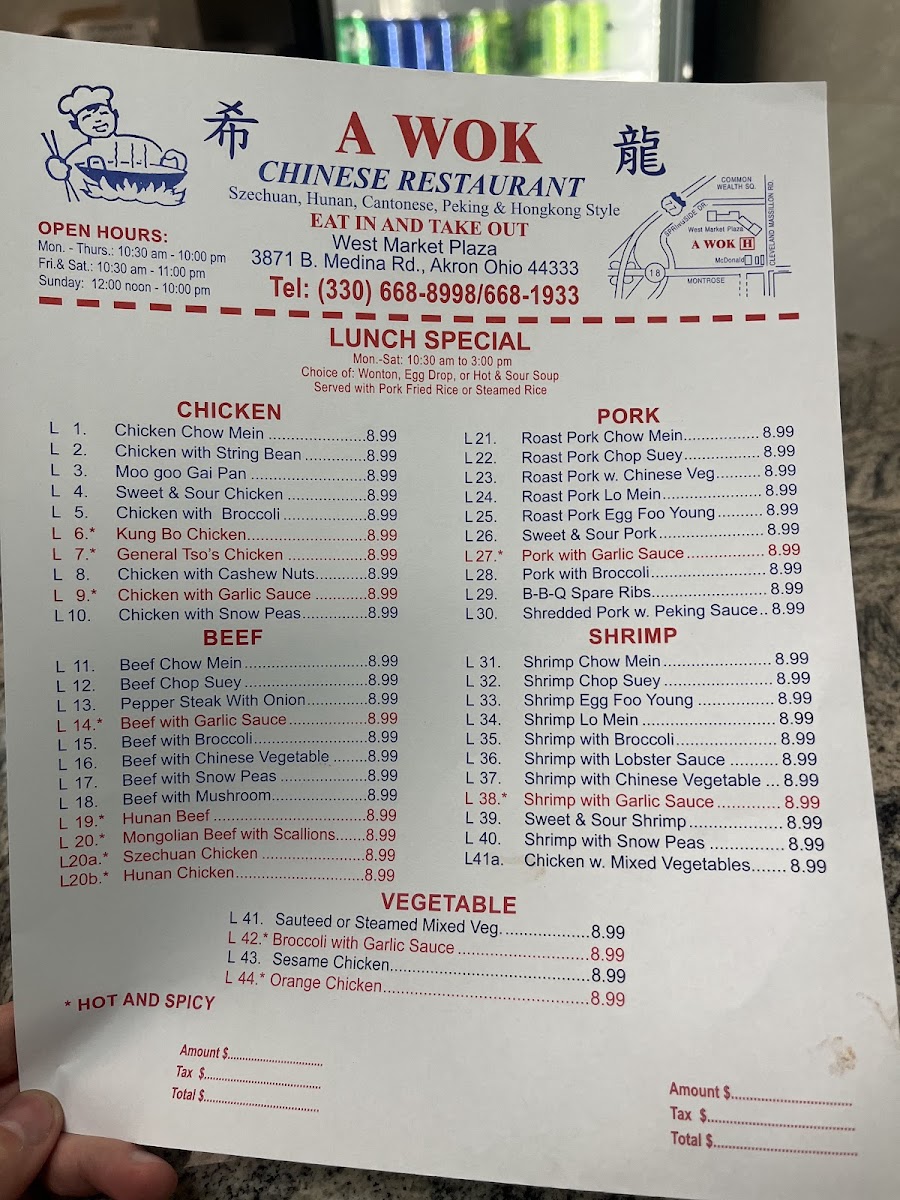 希 A WOK 龍
CHINESE RESTAURANT
Szechuan, Hunan, Cantonese, Peking & Hongkong Style
EAT IN AND TAKE OUT
West Market Plaza
3871 B. Medina Rd., Akron Ohio 44333
Tel: (330) 668-8998/668-1933
OPEN HOURS:
Mon. - Thurs.: 10:30 am - 10:00 pm
Fri.& Sat.: 10:30 am - 11:00 pm
Sunday: 12:00 noon - 10:00 pm
COMMON
WEALTH SQ.
SPRINGSIDE DR.
CLEVELAND MASSILLON RD.
West Market Plaza
A WOK H
McDonald
18
MONTROSE
LUNCH SPECIAL
Mon.-Sat: 10:30 am to 3:00 pm
Choice of: Wonton, Egg Drop, or Hot & Sour Soup
Served with Pork Fried Rice or Steamed Rice
CHICKEN
L 1. Chicken Chow Mein ......................8.99
L 2. Chicken with String Bean .............8.99
L 3. Moo goo Gai Pan ..........................8.99
L 4. Sweet & Sour Chicken ..................8.99
L 5. Chicken with Broccoli ...................8.99
L 6.* Kung Bo Chicken...........................8.99
L 7.* General Tso's Chicken ..................8.99
L 8. Chicken with Cashew Nuts............8.99
L 9.* Chicken with Garlic Sauce ............8.99
L10. Chicken with Snow Peas...............8.99
BEEF
L 11. Beef Chow Mein ...........................8.99
L 12. Beef Chop Suey ...........................8.99
L 13. Pepper Steak With Onion.............8.99
L 14.* Beef with Garlic Sauce.................8.99
L 15. Beef with Broccoli.........................8.99
L 16. Beef with Chinese Vegetable .......8.99
L 17. Beef with Snow Peas ...................8.99
L 18. Beef with Mushroom.....................8.99
L 19.* Hunan Beef ..................................8.99
L 20.* Mongolian Beef with Scallions......8.99
L20a.* Szechuan Chicken .......................8.99
L20b.* Hunan Chicken.............................8.99
PORK
L21. Roast Pork Chow Mein................. 8.99
L22. Roast Pork Chop Suey................. 8.99
L23. Roast Pork w. Chinese Veg.......... 8.99
L24. Roast Pork Lo Mein...................... 8.99
L25. Roast Pork Egg Foo Young .......... 8.99
L26. Sweet & Sour Pork....................... 8.99
L27.* Pork with Garlic Sauce................. 8.99
L28. Pork with Broccoli......................... 8.99
L29. B-B-Q Spare Ribs......................... 8.99
L30. Shredded Pork w. Peking Sauce.. 8.99
SHRIMP
L 31. Shrimp Chow Mein........................ 8.99
L 32. Shrimp Chop Suey ........................ 8.99
L 33. Shrimp Egg Foo Young ................. 8.99
L 34. Shrimp Lo Mein ............................. 8.99
L 35. Shrimp with Broccoli...................... 8.99
L 36. Shrimp with Lobster Sauce ........... 8.99
L 37. Shrimp with Chinese Vegetable ... 8.99
L 38.* Shrimp with Garlic Sauce.............. 8.99
L 39. Sweet & Sour Shrimp.................... 8.99
L 40. Shrimp with Snow Peas ................ 8.99
L41a. Chicken w. Mixed Vegetables....... 8.99
VEGETABLE
L 41. Sauteed or Steamed Mixed Veg. ..................8.99
L 42.* Broccoli with Garlic Sauce ............................8.99
L 43. Sesame Chicken...........................................8.99
L 44.* Orange Chicken............................................8.99
* HOT AND SPICY
Amount $..........................
Tax $................................
Total $................................
Amount $..........................
Tax $................................
Total $................................